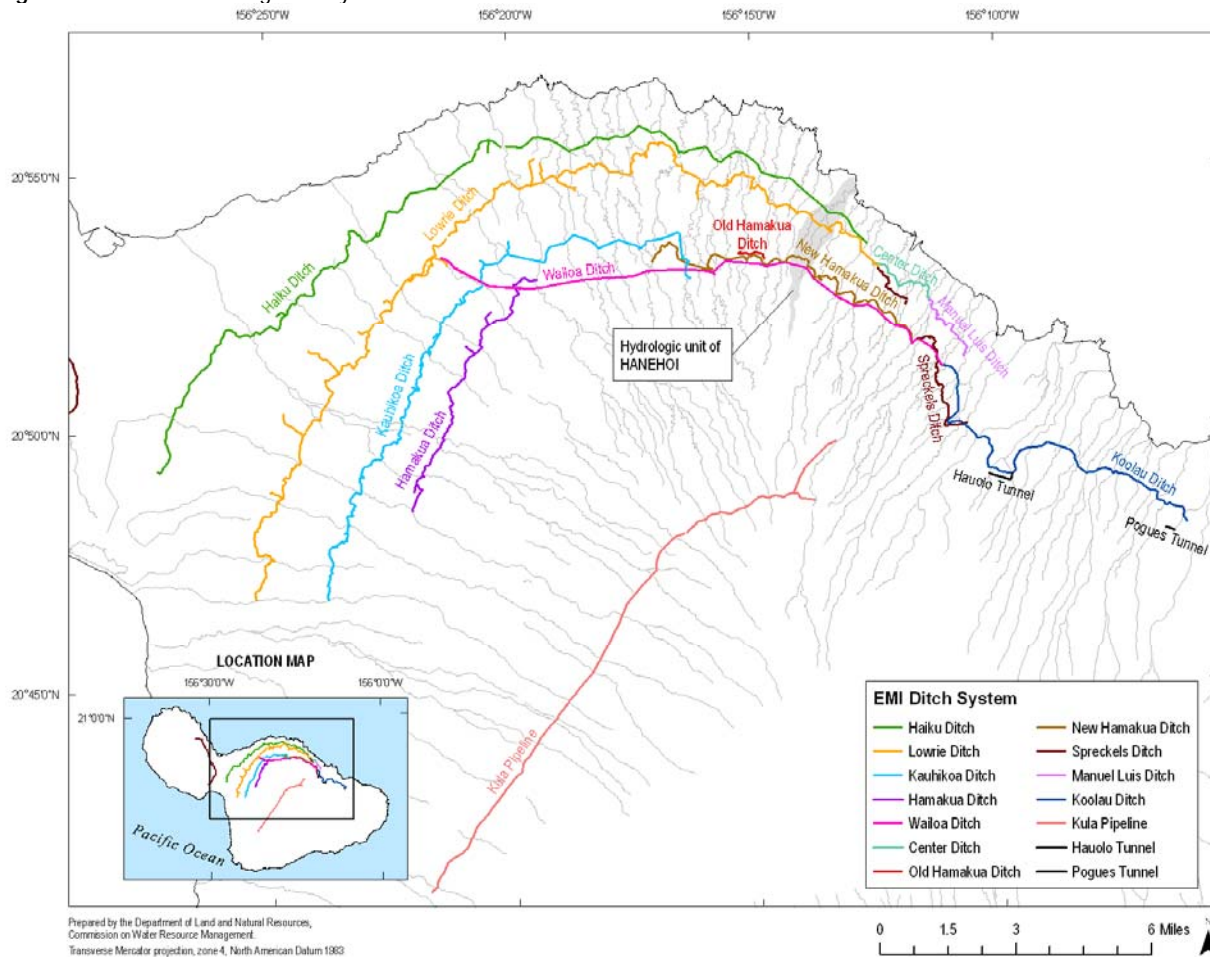 156°25'0"W
156°20'0"W
156°15'0"W
156°10'0"W
20°55'0"N
20°50'0"N
20°45'0"N
Haiku Ditch
Lowrie Ditch
Kauhikoa Ditch
Hamakua Ditch
Wailoa Ditch
Old Hamakua
Ditch
New Hamakua Ditch
Center Ditch
Manuel Luis Ditch
Hydrologic unit of
HANEHOI
Spreckels Ditch
Koolau Ditch
Hauolo Tunnel
Pogues Tunnel
Kula Pipeline
LOCATION MAP
156°30'0"W
156°0'0"W
21°0'0"N
Pacific Ocean
EMI Ditch System
Haiku Ditch
Lowrie Ditch
Kauhikoa Ditch
Hamakua Ditch
Wailoa Ditch
Center Ditch
Old Hamakua Ditch
New Hamakua Ditch
Spreckels Ditch
Manuel Luis Ditch
Koolau Ditch
Kula Pipeline
Hauolo Tunnel
Pogues Tunnel
Prepared by the Department of Land and Natural Resources,
Commission on Water Resource Management.
Transverse Mercator projection, zone 4, North American Datum 1983
0 1.5 3 6 Miles